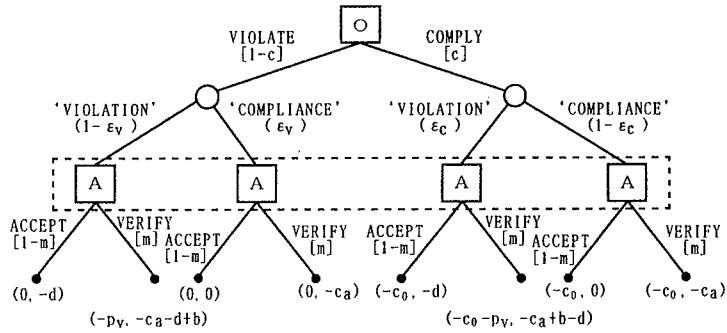 O
VIOLATE
[1-c]
COMPLY
[c]
'VIOLATION'
(1-εv)
'COMPLIANCE'
(εv)
'VIOLATION'
(εc)
'COMPLIANCE'
(1-εc)
A
A
A
A
ACCEPT
[1-m]
VERIFY
[m]
ACCEPT
[1-m]
VERIFY
[m]
ACCEPT
[1-m]
VERIFY
[m]
ACCEPT
[1-m]
VERIFY
[m]
(0, -d)
(0, 0)
(0, -ca)
(-c0, -d)
(-c0, 0)
(-c0, -ca)
(-pv, -ca-d+b)
(-c0-pv, -ca+b-d)